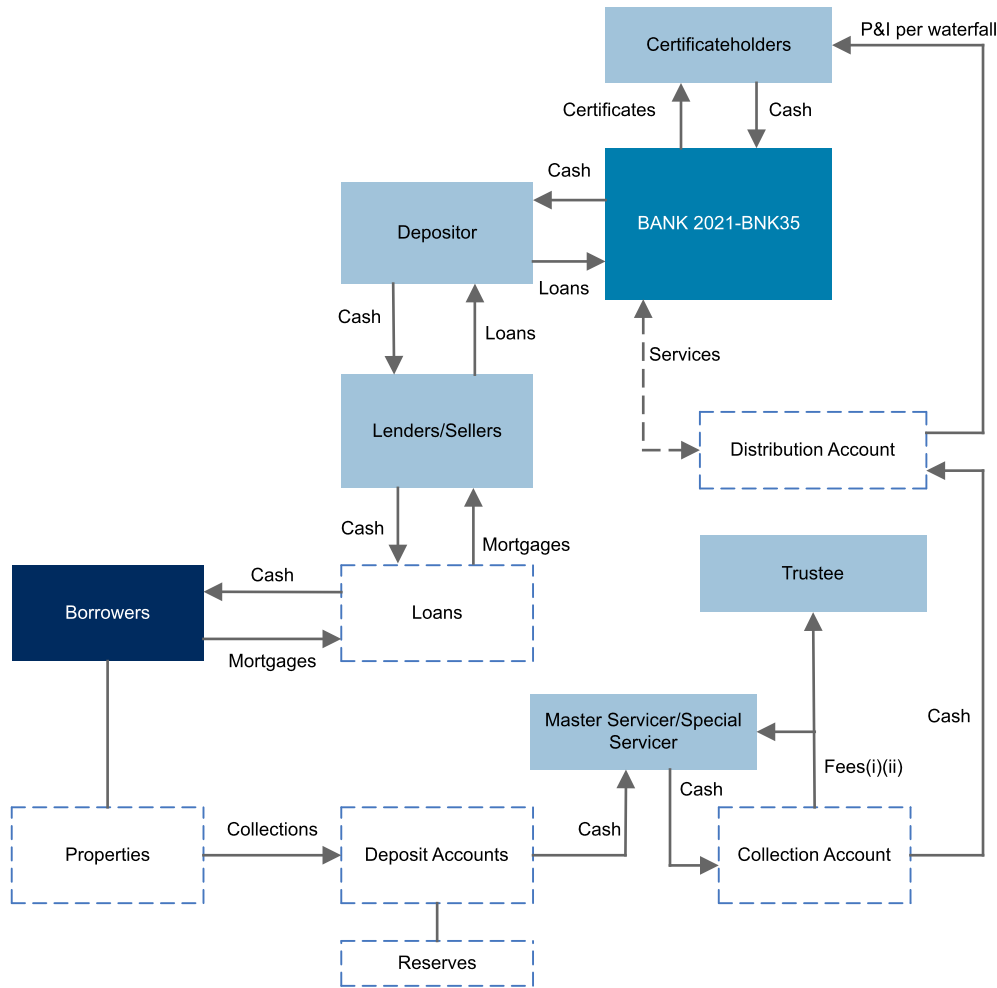 P&I per waterfall
Certificateholders
Certificates
Cash
Cash
BANK 2021-BNK35
Depositor
Loans
Cash
Loans
Services
Lenders/Sellers
Distribution Account
Cash
Mortgages
Cash
Trustee
Borrowers
Loans
Mortgages
Master Servicer/Special
Servicer
Cash
Fees(i)(ii)
Cash
Collections
Cash
Properties
Deposit Accounts
Collection Account
Reserves